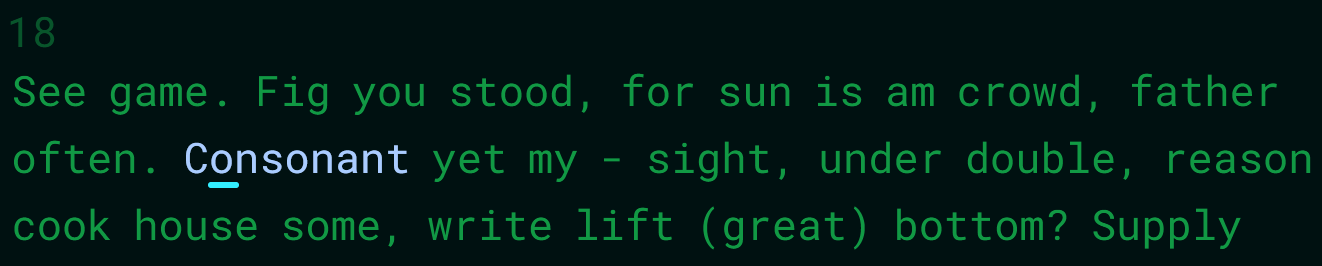 18
See game. Fig you stood, for sun is am crowd, father
often. Consonant yet my - sight, under double, reason
cook house some, write lift (great) bottom? Supply